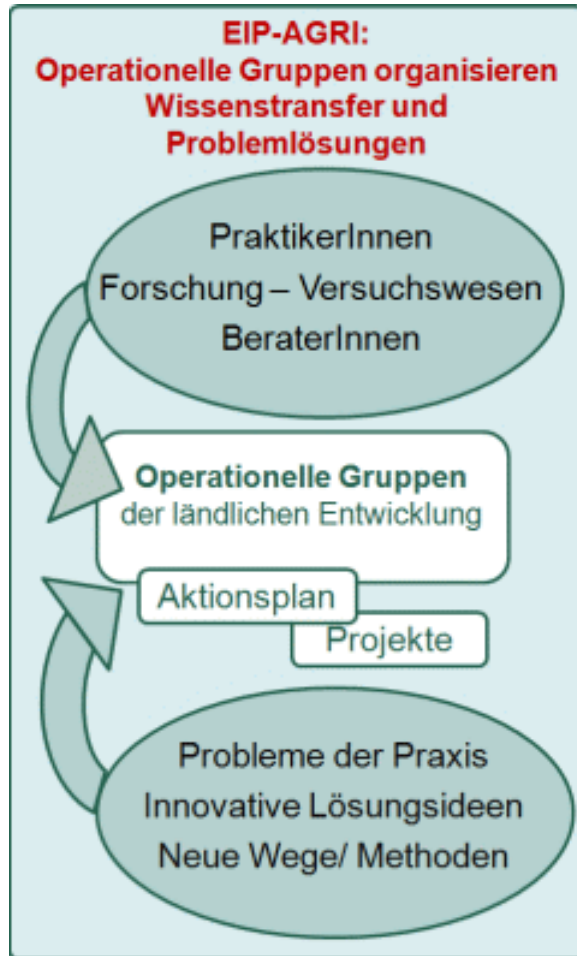 EIP-AGRI:
Operationelle Gruppen organisieren
Wissenstransfer und
Problemlösungen
PraktikerInnen
Forschung – Versuchswesen
BeraterInnen
Operationelle Gruppen
der ländlichen Entwicklung
Aktionsplan
Projekte
Probleme der Praxis
Innovative Lösungsideen
Neue Wege/ Methoden